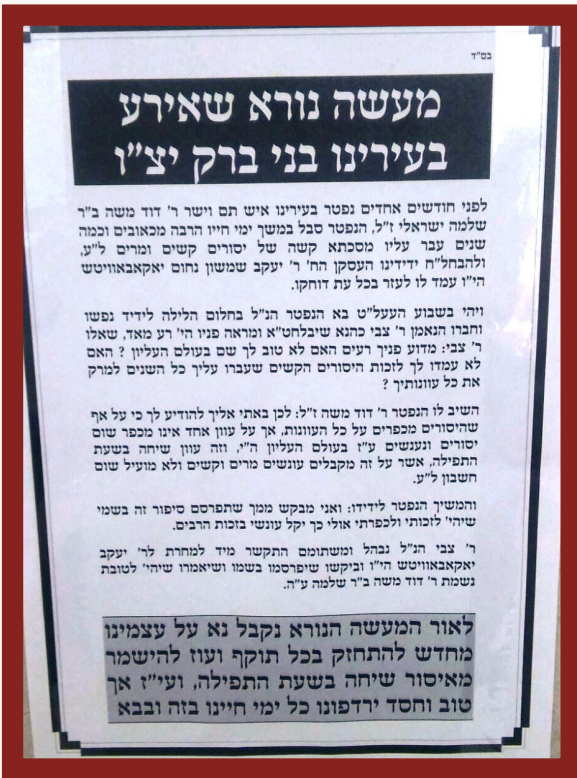 בס"ד
מעשה נורא שאירע
בעירינו בני ברק יצ"ו
לפני חודשים אחדים נפטר בעירינו איש תם וישר ר' דוד משה ב"ר
שלמה ישראלי ז"ל, הנפטר סבל במשך ימי חייו הרבה מכאובים וכמה
שנים עבר עליו מסכתא קשה של יסורים קשים ומרים ל"ע,
ולהבחל"ח ידידינו העסקן הח' ר' יעקב שמשון נחום יאקאבאוויטש
הי"ו עמד לו לעזר בכל עת דוחקו.
ויהי בשבוע העעל"ט בא הנפטר הנ"ל בחלום הלילה לידיד נפשו
וחברו הנאמן ר' צבי כהנא שיבלחט"א ומראה פניו הי' רע מאד, שאלו
ר' צבי: מדוע פניך רעים האם לא טוב לך שם בעולם העליון ? האם
לא עמדו לך לזכות היסורים הקשים שעברו עליך כל השנים למרק
את כל עוונותיך ?
השיב לו הנפטר ר' דוד משה ז"ל: לכן באתי אליך להודיע לך כי על אף
שהיסורים מכפרים על כל העוונות, אך על עוון אחד אינו מכפר שום
יסורים ונענשים ע"ז בעולם העליון ה"י, וזה עוון שיחה בשעת
התפילה, אשר על זה מקבלים עונשים מרים וקשים ולא מועיל שום
חשבון ל"ע.
והמשיך הנפטר לידידו: ואני מבקש ממך שתפרסם סיפור זה בשמי
שיהי' לזכותי ולכפרתי אולי כך יקל עונשי בזכות הרבים.
ר' צבי הנ"ל נבהל ומשתומם התקשר מיד למחרת לר' יעקב
יאקאבאוויטש הי"ו וביקשו שיפרסמו בשמו ושיאמרו שיהי' לטובת
נשמת ר' דוד משה ב"ר שלמה ע"ה.
לאור המעשה הנורא נקבל נא על עצמינו
מחדש להתחזק בכל תוקף ועוז להישמר
מאיסור שיחה בשעת התפילה, ועי"ז אך
טוב וחסד ירדפונו כל ימי חיינו בזה ובבא